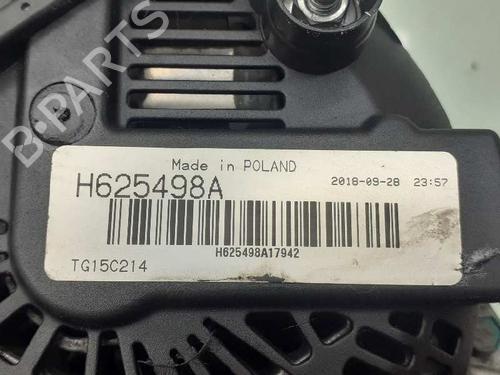 B-PARTS
Made in POLAND
H625498A
2018-09-28 23:57
H625498A17942
TG15C214